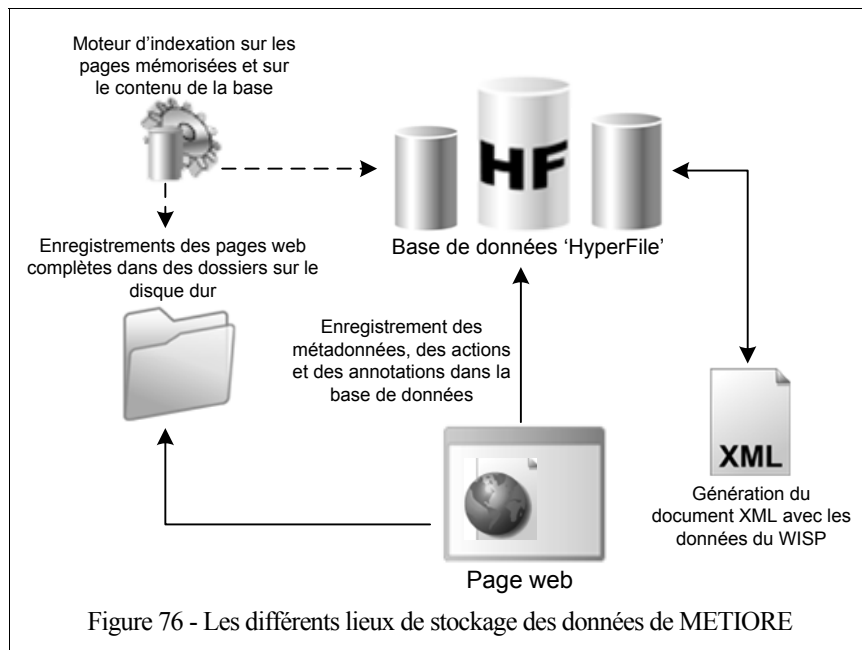 Moteur d'indexation sur les
pages mémorisées et sur
le contenu de la base
HF
Base de données 'HyperFile'
Enregistrements des pages web
complètes dans des dossiers sur le
disque dur
Enregistrement des
métadonnées, des actions
et des annotations dans la
base de données
XML
Génération du
document XML avec les
données du WISP
Page web
Figure 76 - Les différents lieux de stockage des données de METIORE